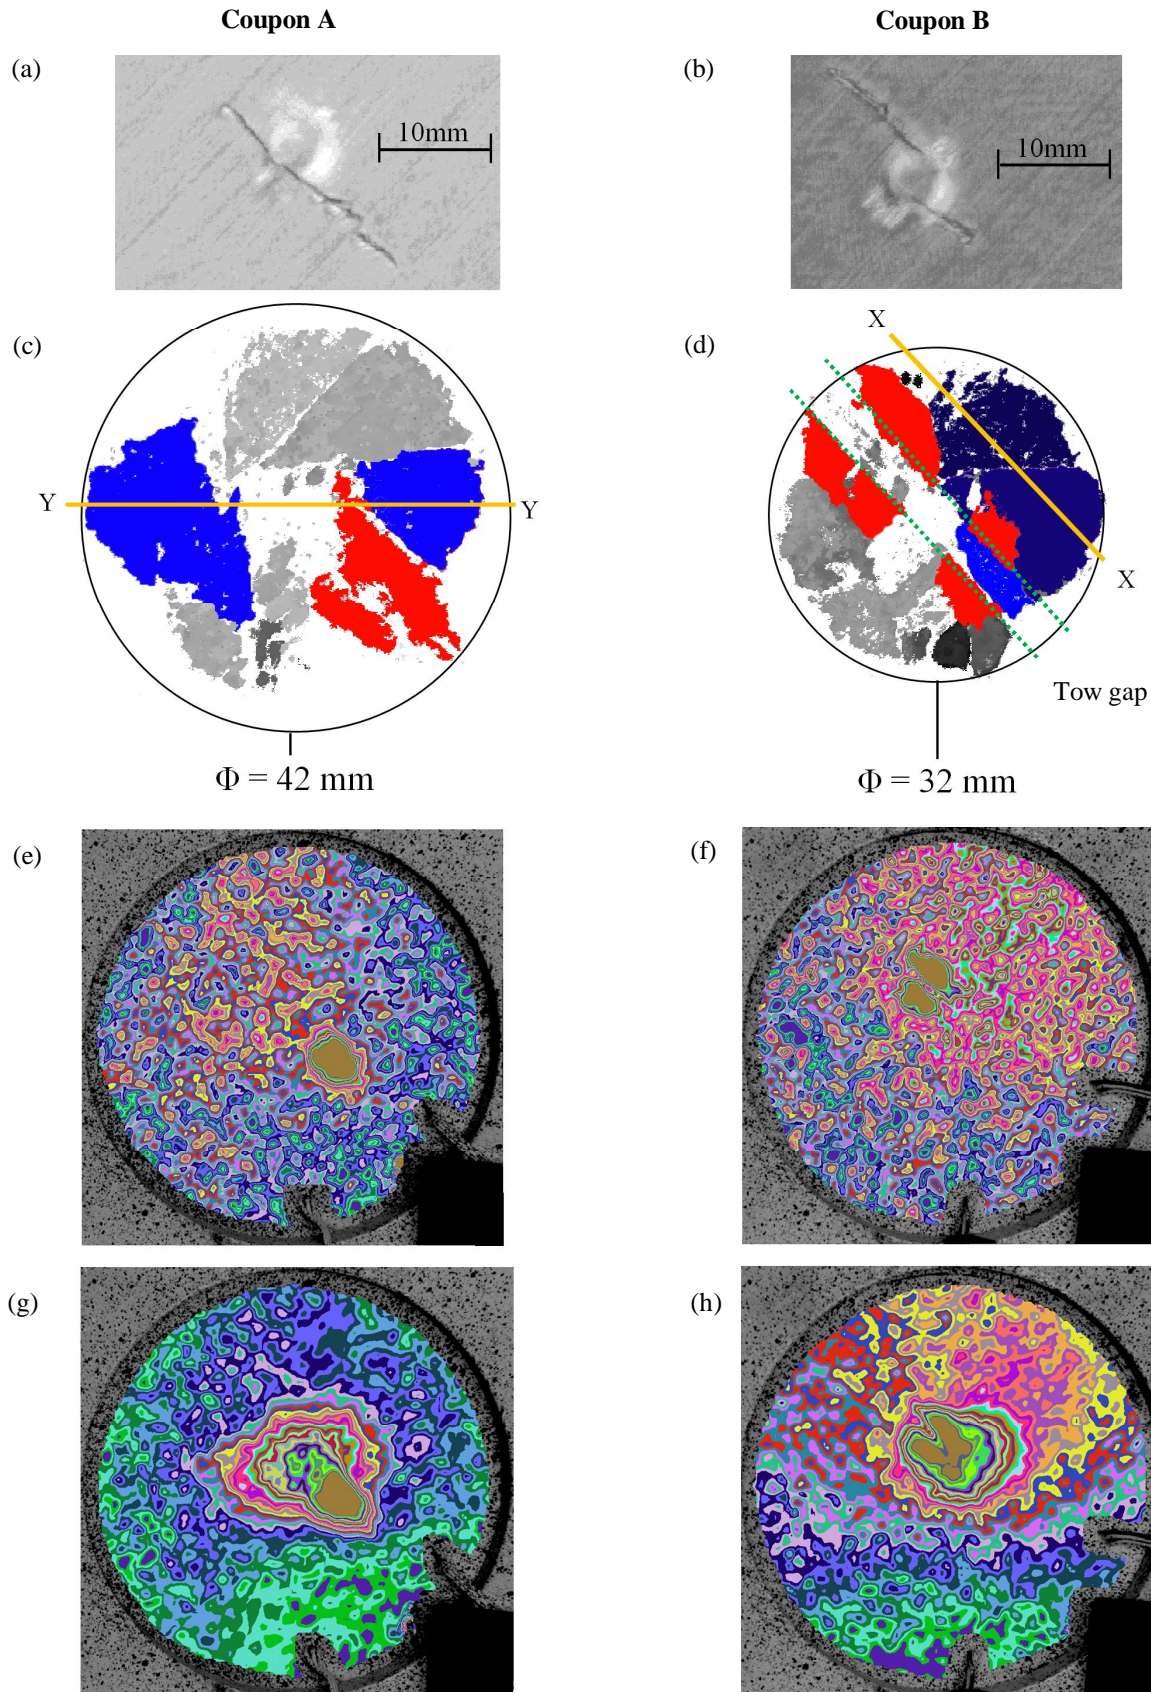 Coupon A
Coupon B
(a)
10mm
(b)
10mm
(c)
Y
Y
Φ = 42 mm
(d)
X
X
Tow gap
Φ = 32 mm
(e)
(f)
(g)
(h)